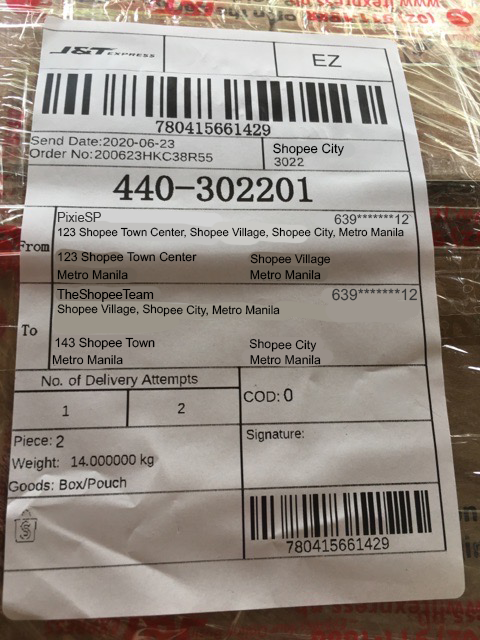 J&T EXPRESS
EZ
780415661429
Send Date:2020-06-23
Order No:200623HKC38R55
Shopee City
3022
440-302201
From
PixieSP 639*******12
123 Shopee Town Center, Shopee Village, Shopee City, Metro Manila
123 Shopee Town Center Shopee Village
Metro Manila Metro Manila
To
TheShopeeTeam 639*******12
Shopee Village, Shopee City, Metro Manila
143 Shopee Town Shopee City
Metro Manila Metro Manila
No. of Delivery Attempts
1 2
COD: 0
Piece: 2
Weight: 14.000000 kg
Goods: Box/Pouch
Signature:
780415661429